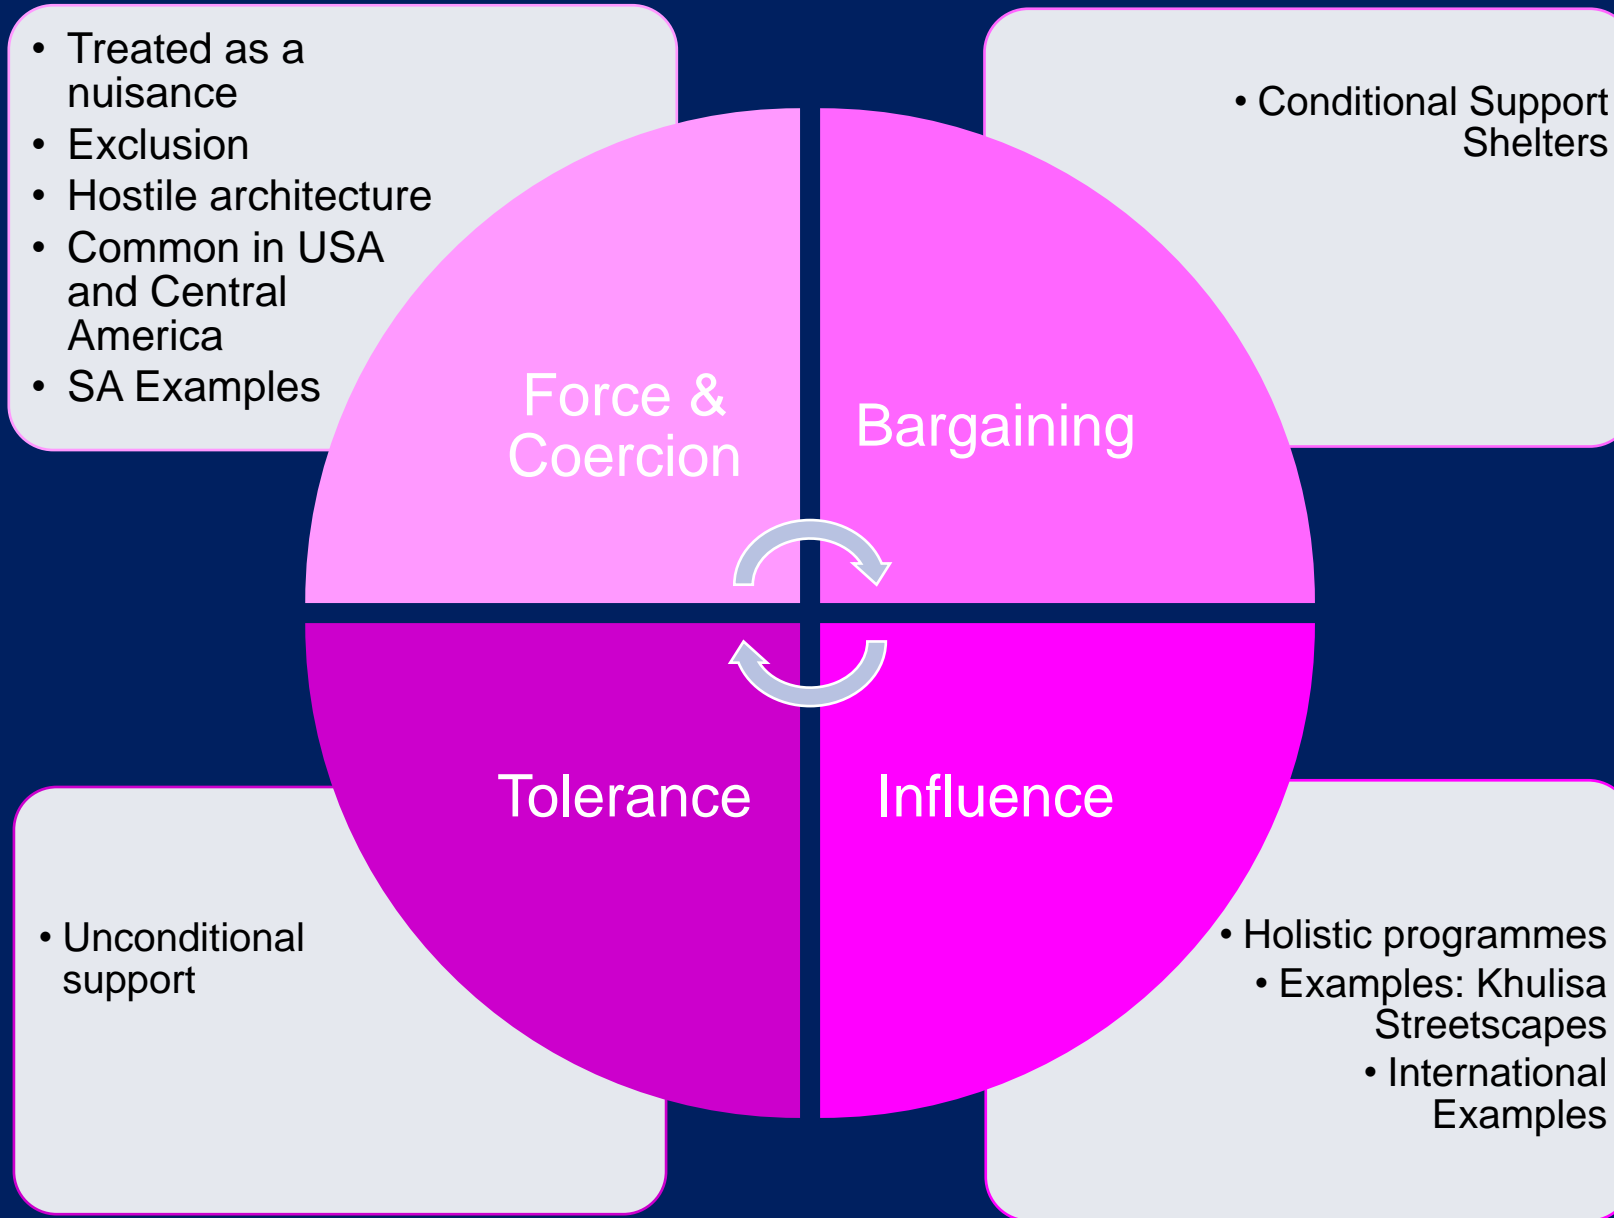 • Treated as a
nuisance
• Exclusion
• Hostile architecture
• Common in USA
and Central
America
• SA Examples
• Conditional Support
Shelters
Force &
Coercion
Bargaining
Tolerance
Influence
• Unconditional
support
• Holistic programmes
• Examples: Khulisa
Streetscapes
• International
Examples